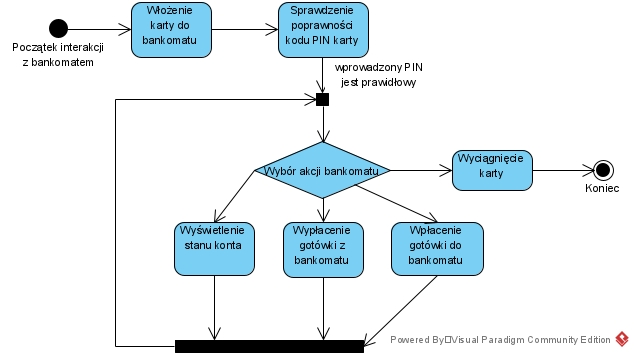 Włożenie
karty do
bankomatu
Sprawdzenie
poprawności
kodu PIN karty
Początek interakcji
z bankomatem
wprowadzony PIN
jest prawidłowy
Wybór akcji bankomatu
Wyciągnięcie
karty
Koniec
Wyświetlenie
stanu konta
Wypłacenie
gotówki z
bankomatu
Wpłacenie
gotówki do
bankomatu
Powered By Visual Paradigm Community Edition